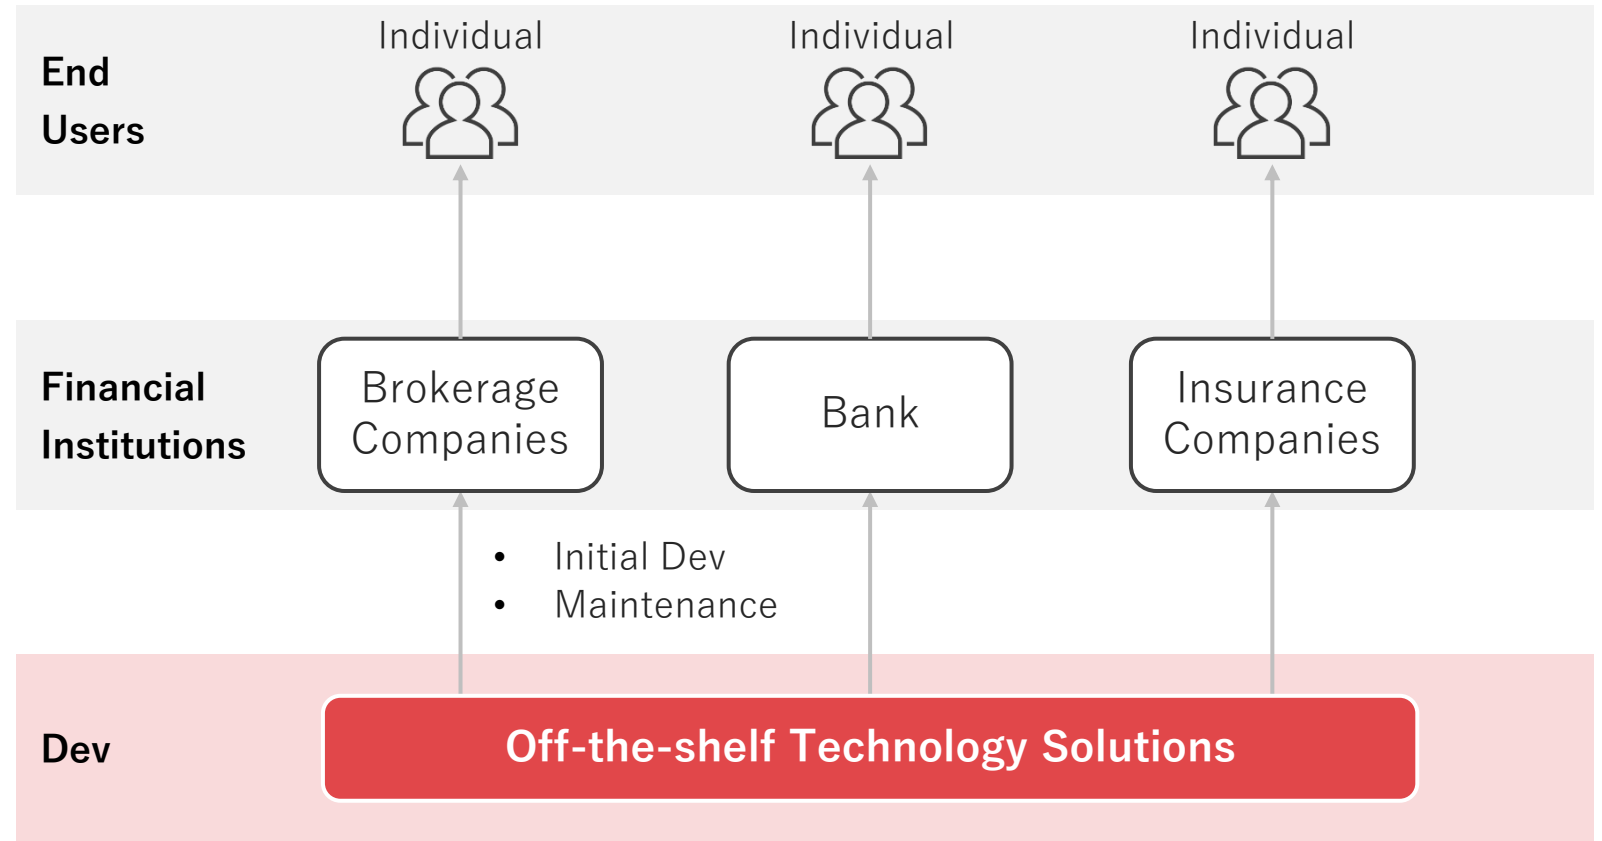 End
Users
Individual
Individual
Individual
Financial
Institutions
Brokerage
Companies
Bank
Insurance
Companies
• Initial Dev
• Maintenance
Dev
Off-the-shelf Technology Solutions